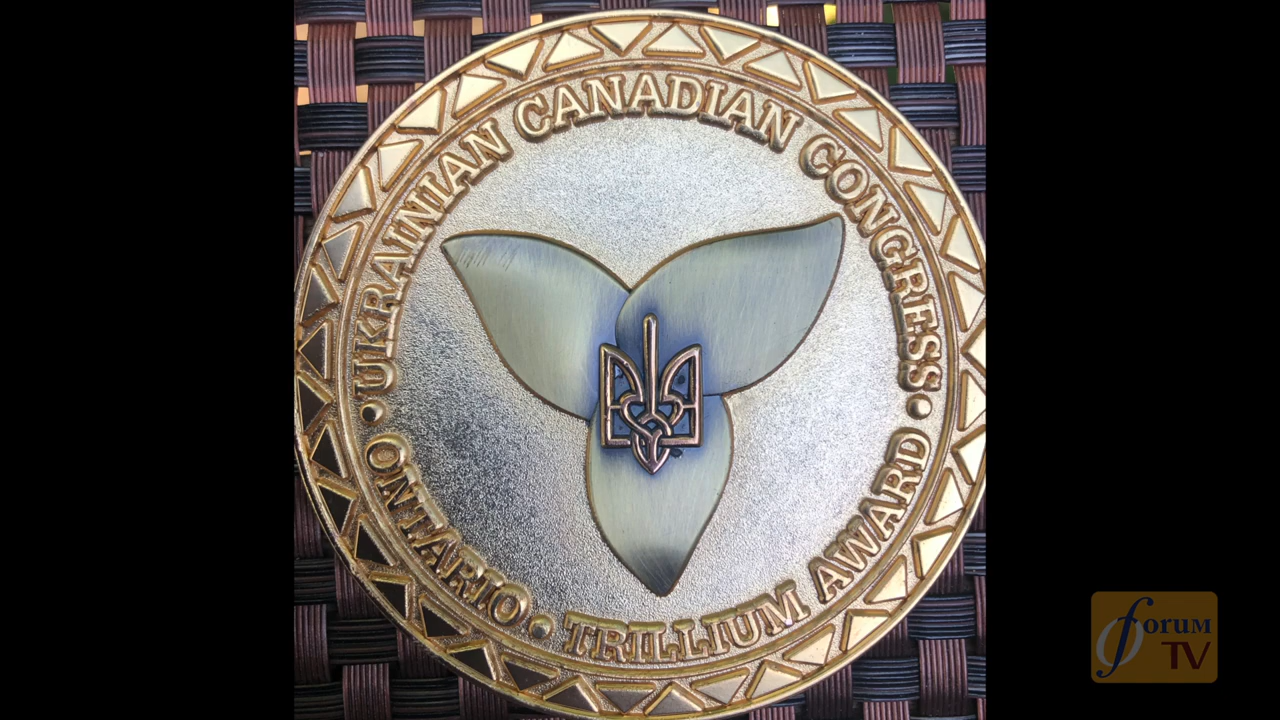 UKRAINIAN CANADIAN CONGRESS
ONTARIO • TRILLIUM AWARD
forum
TV